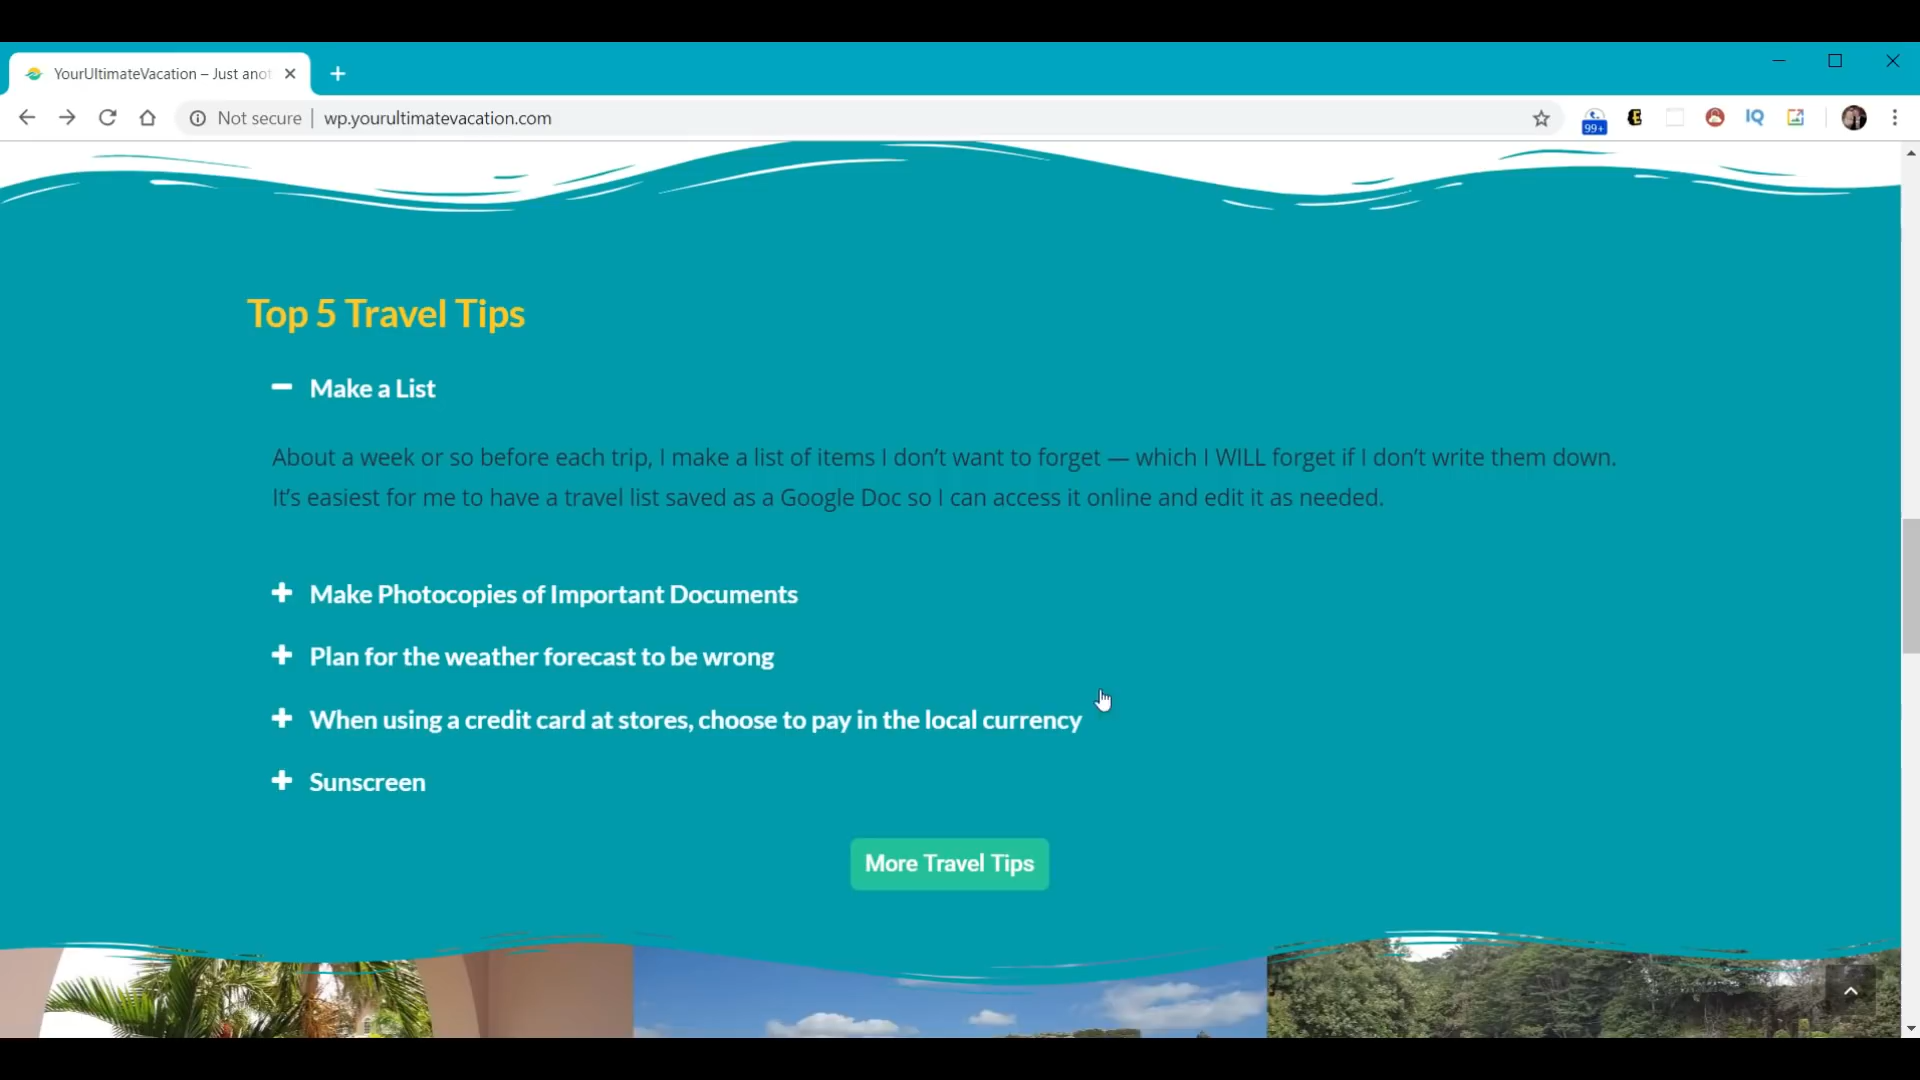 YourUltimateVacation – Just anot
Not secure
wp.yourultimatevacation.com
99+
E
IQ
Top 5 Travel Tips
Make a List
About a week or so before each trip, I make a list of items I don’t want to forget — which I WILL forget if I don’t write them down.
It’s easiest for me to have a travel list saved as a Google Doc so I can access it online and edit it as needed.
Make Photocopies of Important Documents
Plan for the weather forecast to be wrong
When using a credit card at stores, choose to pay in the local currency
Sunscreen
More Travel Tips